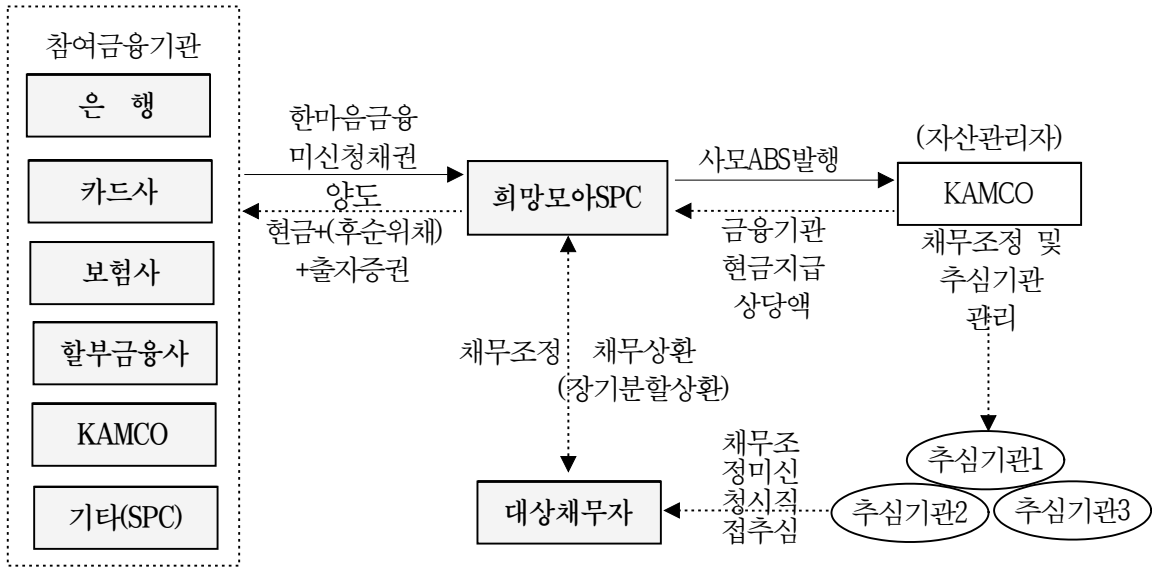 참여금융기관
은 행
카드사
보험사
할부금융사
KAMCO
기타(SPC)
한마음금융
미신청채권
양도
현금+(후순위채)
+출자증권
희망모아SPC
사모ABS발행
금융기관
현금지급
상당액
(자산관리자)
KAMCO
채무조정 및
추심기관
관리
채무조정
채무상환
(장기분할상환)
대상채무자
채무조
정미신
청시직
접추심
추심기관1
추심기관2
추심기관3